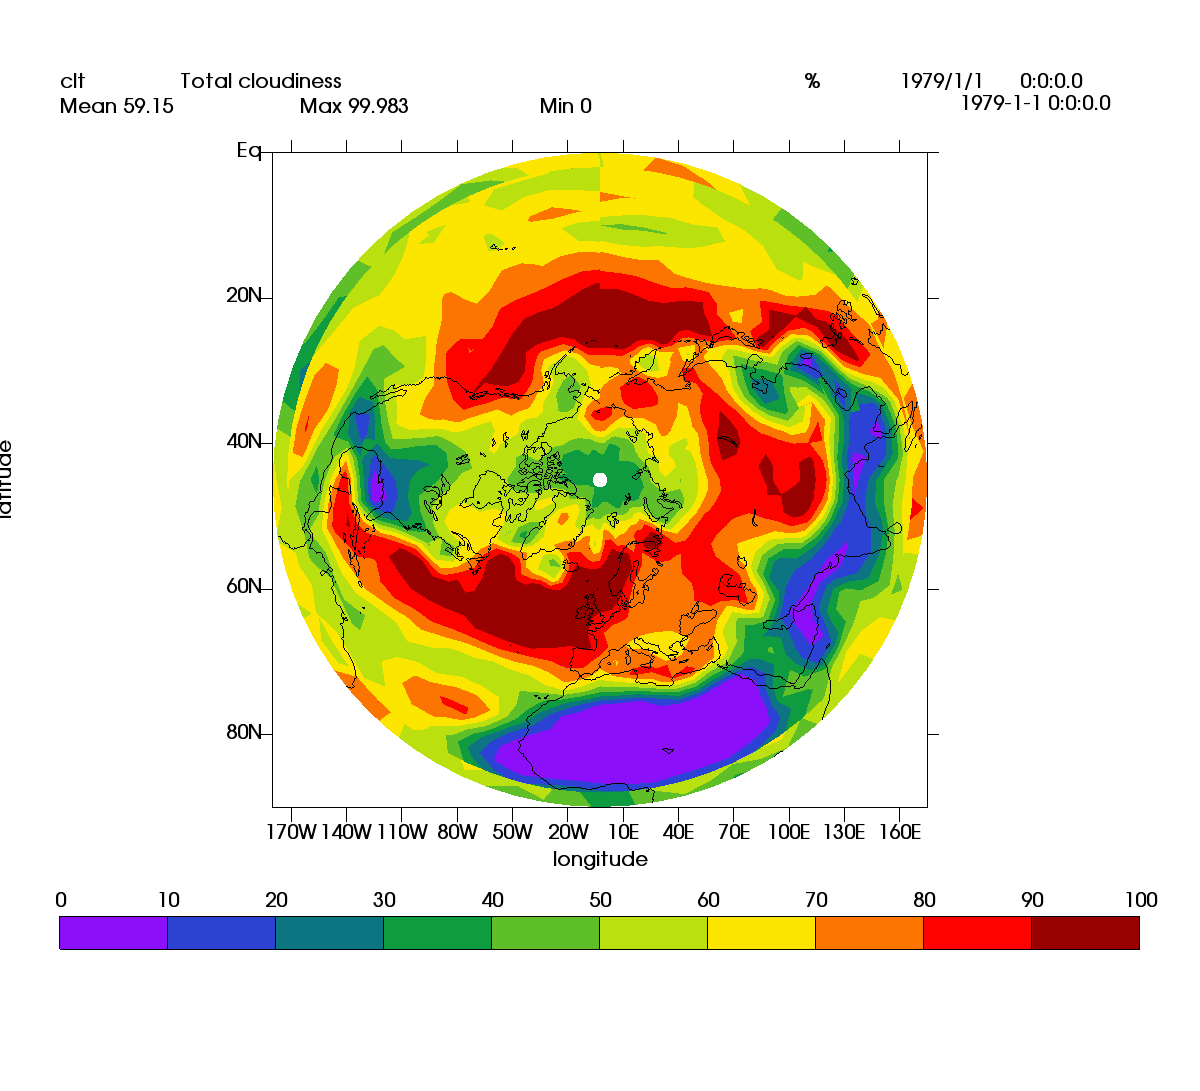 clt Total cloudiness % 1979/1/1 0:0:0.0
Mean 59.15 Max 99.983 Min 0 1979-1-1 0:0:0.0
Eq
20N
40N
60N
80N
latitude
170W 140W 110W 80W 50W 20W 10E 40E 70E 100E 130E 160E
longitude
0 10 20 30 40 50 60 70 80 90 100